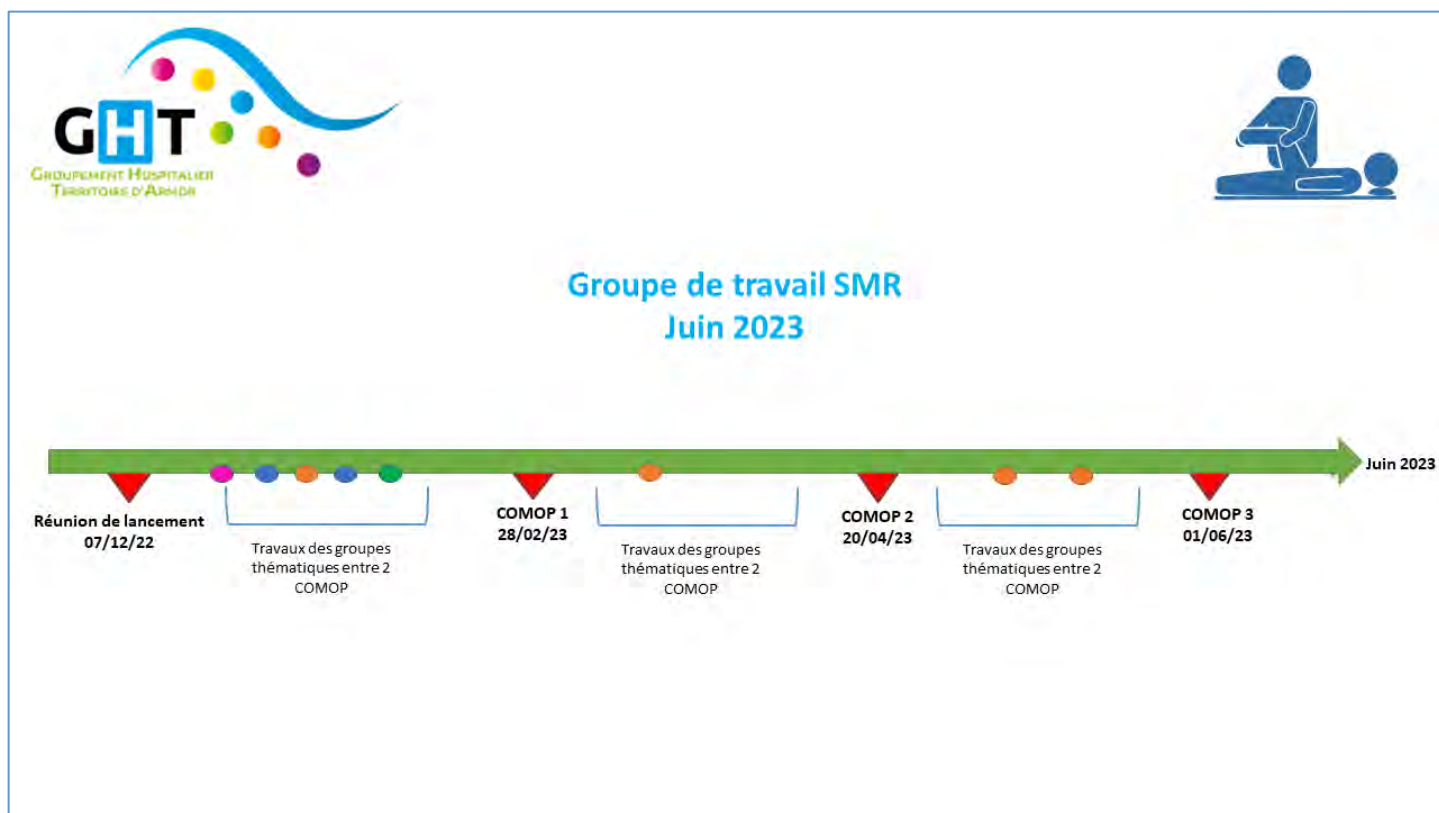 GHT
GROUPEMENT HOSPITALIER
TERRITOIRE D'ARMOR
Groupe de travail SMR
Juin 2023
Juin 2023
Réunion de lancement
07/12/22
Travaux des groupes
thématiques entre 2
COMOP
COMOP 1
28/02/23
Travaux des groupes
thématiques entre 2
COMOP
COMOP 2
20/04/23
Travaux des groupes
thématiques entre 2
COMOP
COMOP 3
01/06/23